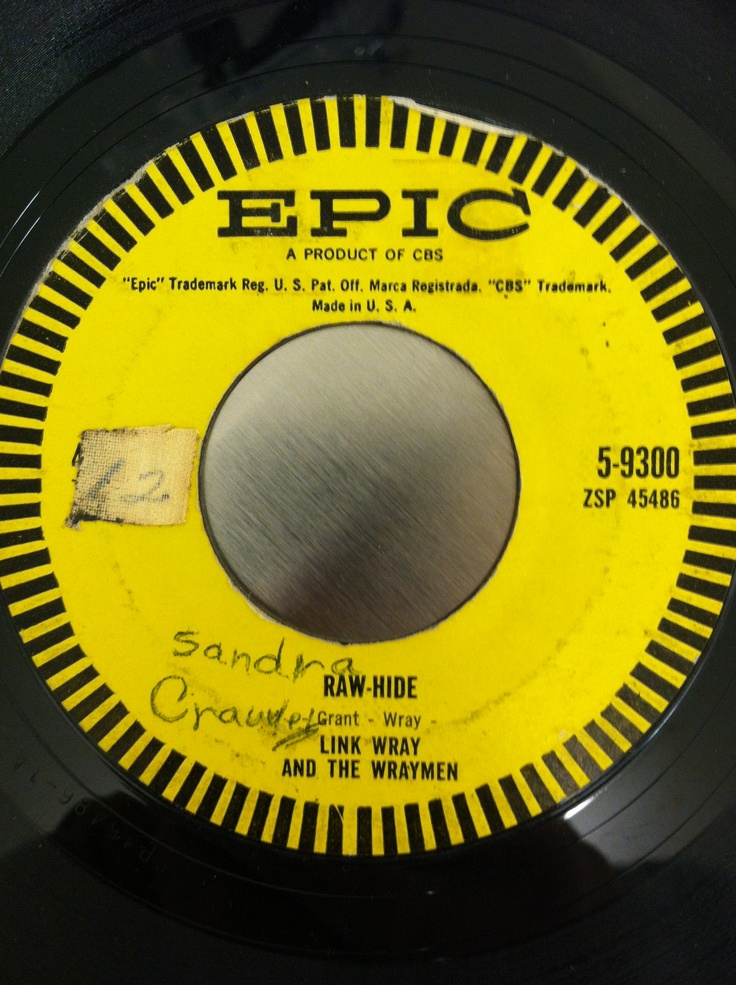 EPIC
A PRODUCT OF CBS
"Epic" Trademark Reg. U. S. Pat. Off. Marca Registrada. "CBS" Trademark.
Made in U. S. A.
5-9300
ZSP 45486
12
Sandra
RAW-HIDE
-Grant - Wray -
LINK WRAY
AND THE WRAYMEN